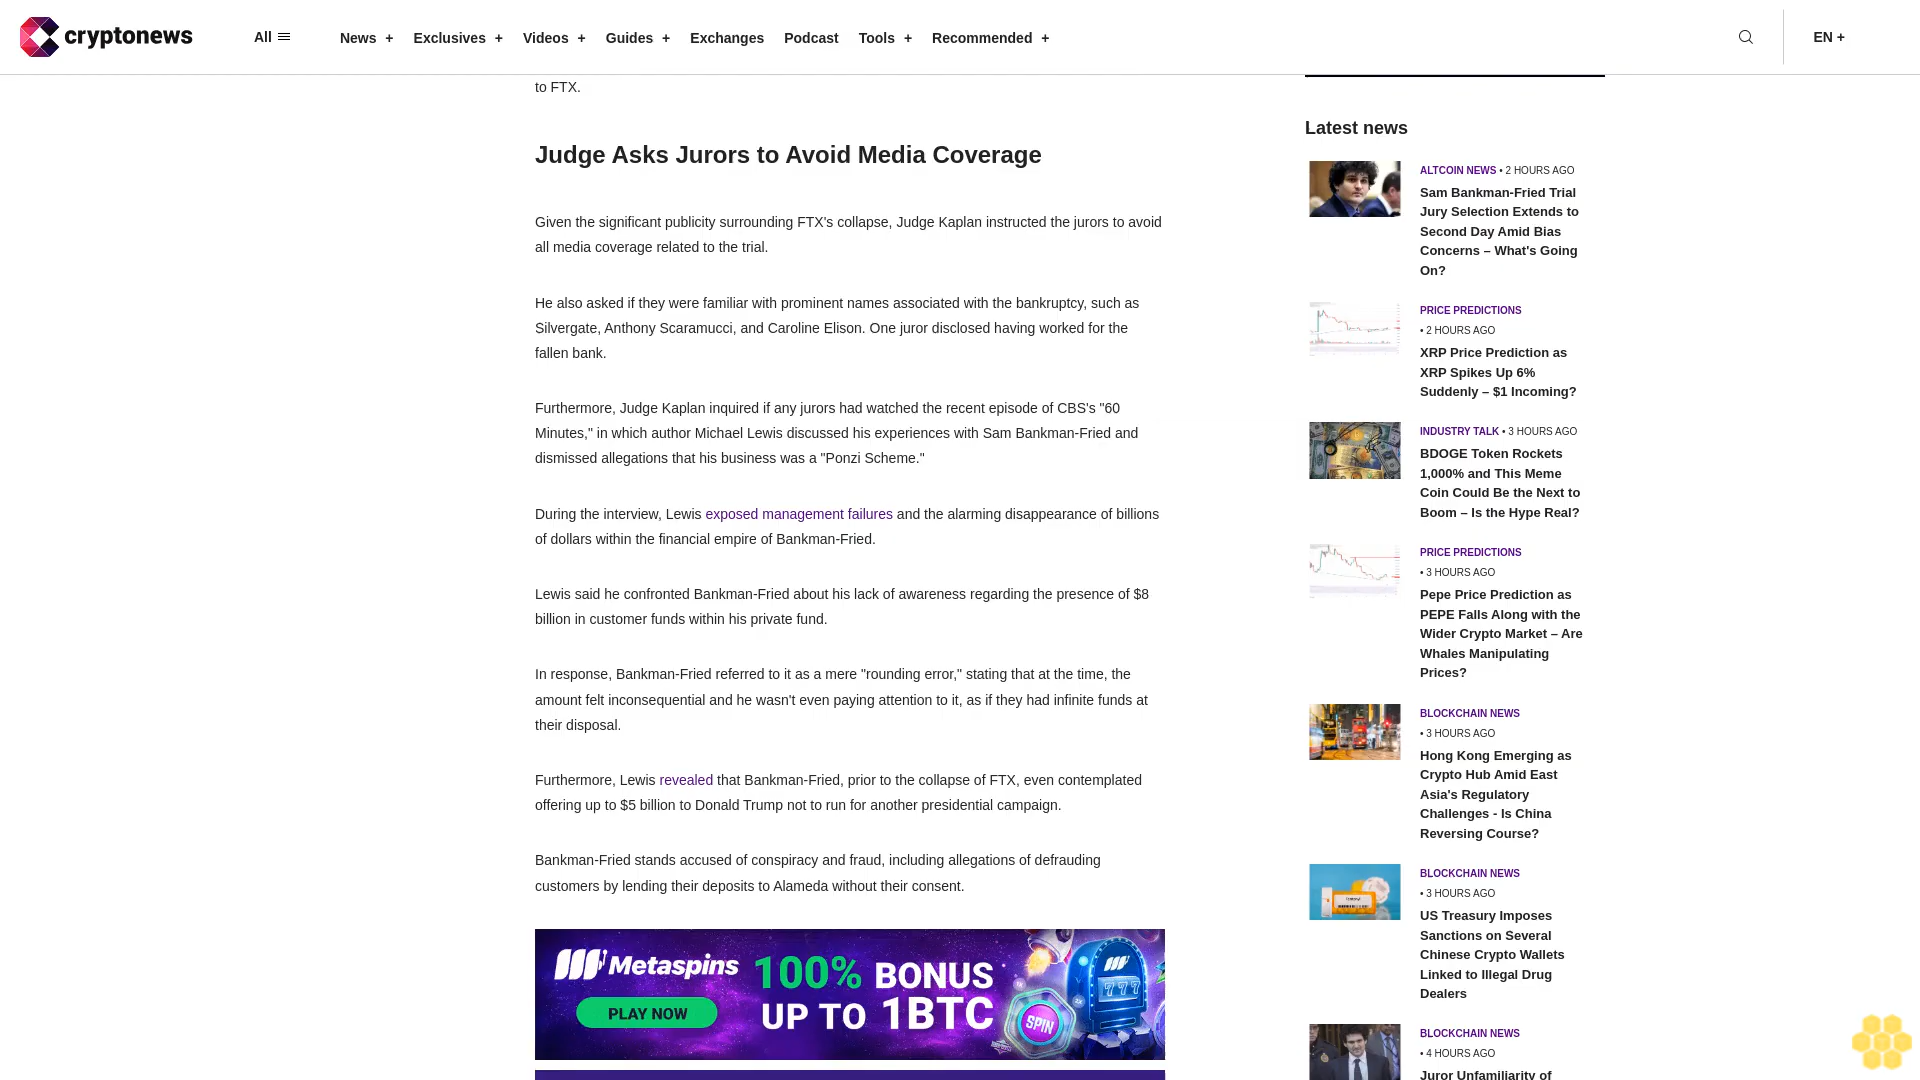 cryptonews
All
News +
Exclusives +
Videos +
Guides +
Exchanges
Podcast
Tools +
Recommended +
EN +
to FTX.
Judge Asks Jurors to Avoid Media Coverage
Given the significant publicity surrounding FTX's collapse, Judge Kaplan instructed the jurors to avoid
all media coverage related to the trial.
He also asked if they were familiar with prominent names associated with the bankruptcy, such as
Silvergate, Anthony Scaramucci, and Caroline Elison. One juror disclosed having worked for the
fallen bank.
Furthermore, Judge Kaplan inquired if any jurors had watched the recent episode of CBS's "60
Minutes," in which author Michael Lewis discussed his experiences with Sam Bankman-Fried and
dismissed allegations that his business was a "Ponzi Scheme."
During the interview, Lewis exposed management failures and the alarming disappearance of billions
of dollars within the financial empire of Bankman-Fried.
Lewis said he confronted Bankman-Fried about his lack of awareness regarding the presence of $8
billion in customer funds within his private fund.
In response, Bankman-Fried referred to it as a mere "rounding error," stating that at the time, the
amount felt inconsequential and he wasn't even paying attention to it, as if they had infinite funds at
their disposal.
Furthermore, Lewis revealed that Bankman-Fried, prior to the collapse of FTX, even contemplated
offering up to $5 billion to Donald Trump not to run for another presidential campaign.
Bankman-Fried stands accused of conspiracy and fraud, including allegations of defrauding
customers by lending their deposits to Alameda without their consent.
Metaspins
PLAY NOW
100% BONUS
UP TO 1BTC
777
SPIN
Latest news
ALTCOIN NEWS • 2 HOURS AGO
Sam Bankman-Fried Trial
Jury Selection Extends to
Second Day Amid Bias
Concerns – What's Going
On?
PRICE PREDICTIONS
• 2 HOURS AGO
XRP Price Prediction as
XRP Spikes Up 6%
Suddenly – $1 Incoming?
INDUSTRY TALK • 3 HOURS AGO
BDOGE Token Rockets
1,000% and This Meme
Coin Could Be the Next to
Boom – Is the Hype Real?
PRICE PREDICTIONS
• 3 HOURS AGO
Pepe Price Prediction as
PEPE Falls Along with the
Wider Crypto Market – Are
Whales Manipulating
Prices?
BLOCKCHAIN NEWS
• 3 HOURS AGO
Hong Kong Emerging as
Crypto Hub Amid East
Asia's Regulatory
Challenges - Is China
Reversing Course?
BLOCKCHAIN NEWS
• 3 HOURS AGO
US Treasury Imposes
Sanctions on Several
Chinese Crypto Wallets
Linked to Illegal Drug
Dealers
BLOCKCHAIN NEWS
• 4 HOURS AGO
Juror Unfamiliarity of